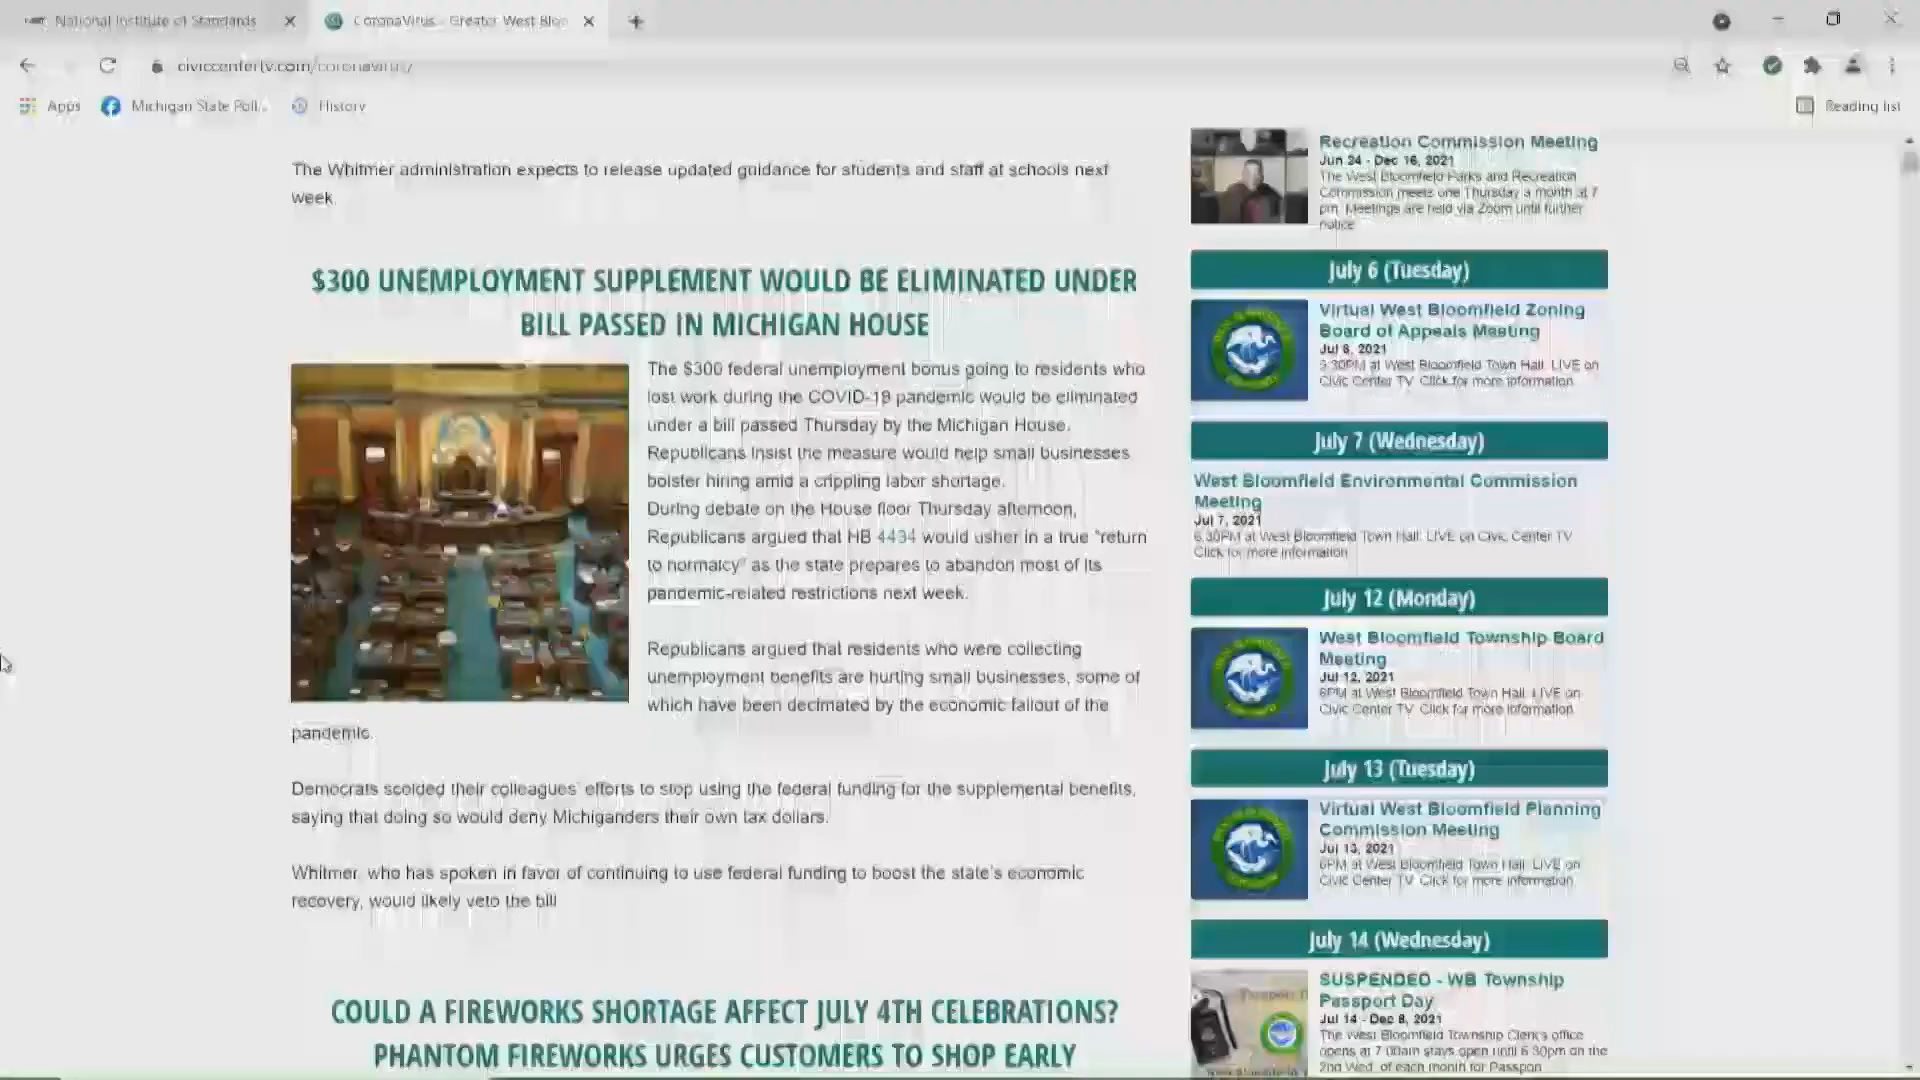 National Institute of Standards
CoronaVirus - Greater West Bloo
civiccentertv.com/coronavirus/
Apps
Michigan State Poli...
History
Reading list
The Whitmer administration expects to release updated guidance for students and staff at schools next
week.
$300 UNEMPLOYMENT SUPPLEMENT WOULD BE ELIMINATED UNDER
BILL PASSED IN MICHIGAN HOUSE
The $300 federal unemployment bonus going to residents who
lost work during the COVID-19 pandemic would be eliminated
under a bill passed Thursday by the Michigan House.
Republicans insist the measure would help small businesses
bolster hiring amid a crippling labor shortage.
During debate on the House floor Thursday afternoon,
Republicans argued that HB 4434 would usher in a true "return
to normalcy" as the state prepares to abandon most of its
pandemic-related restrictions next week.
Republicans argued that residents who were collecting
unemployment benefits are hurting small businesses, some of
which have been decimated by the economic fallout of the
pandemic.
Democrats scolded their colleagues' efforts to stop using the federal funding for the supplemental benefits,
saying that doing so would deny Michiganders their own tax dollars.
Whitmer, who has spoken in favor of continuing to use federal funding to boost the state's economic
recovery, would likely veto the bill
COULD A FIREWORKS SHORTAGE AFFECT JULY 4TH CELEBRATIONS?
PHANTOM FIREWORKS URGES CUSTOMERS TO SHOP EARLY
Recreation Commission Meeting
Jun 24 - Dec 16, 2021
The West Bloomfield Parks and Recreation
Commission meets one Thursday a month at 7
pm. Meetings are held via Zoom until further
notice
July 6 (Tuesday)
Virtual West Bloomfield Zoning
Board of Appeals Meeting
Jul 6, 2021
at West Bloomfield Town Hall. LIVE on
Civic Center TV Click for more information
July 7 (Wednesday)
West Bloomfield Environmental Commission
Meeting
Jul 7, 2021
6:30PM at West Bloomfield Town Hall. LIVE on Civic Center TV
Click for more information
July 12 (Monday)
West Bloomfield Township Board
Meeting
Jul 12, 2021
6PM at West Bloomfield Town Hall. LIVE on
Civic Center TV Click for more information
July 13 (Tuesday)
Virtual West Bloomfield Planning
Commission Meeting
Jul 13, 2021
6PM at West Bloomfield Town Hall. LIVE on
Civic Center TV Click for more information
July 14 (Wednesday)
SUSPENDED - WB Township
Passport Day
Jul 14 - Dec 8, 2021
The West Bloomfield Township Clerk's office
opens at 7:00am stays open until 6:30pm on the
2nd Wed. of each month for Passport